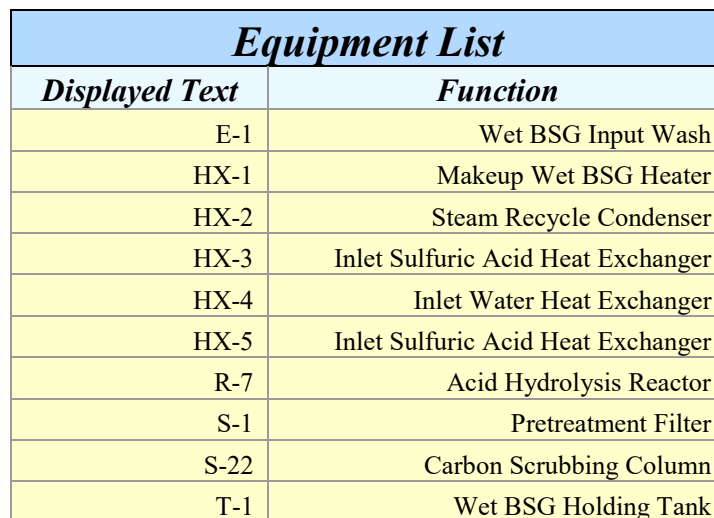 Equipment List
Displayed Text Function
E-1 Wet BSG Input Wash
HX-1 Makeup Wet BSG Heater
HX-2 Steam Recycle Condenser
HX-3 Inlet Sulfuric Acid Heat Exchanger
HX-4 Inlet Water Heat Exchanger
HX-5 Inlet Sulfuric Acid Heat Exchanger
R-7 Acid Hydrolysis Reactor
S-1 Pretreatment Filter
S-22 Carbon Scrubbing Column
T-1 Wet BSG Holding Tank